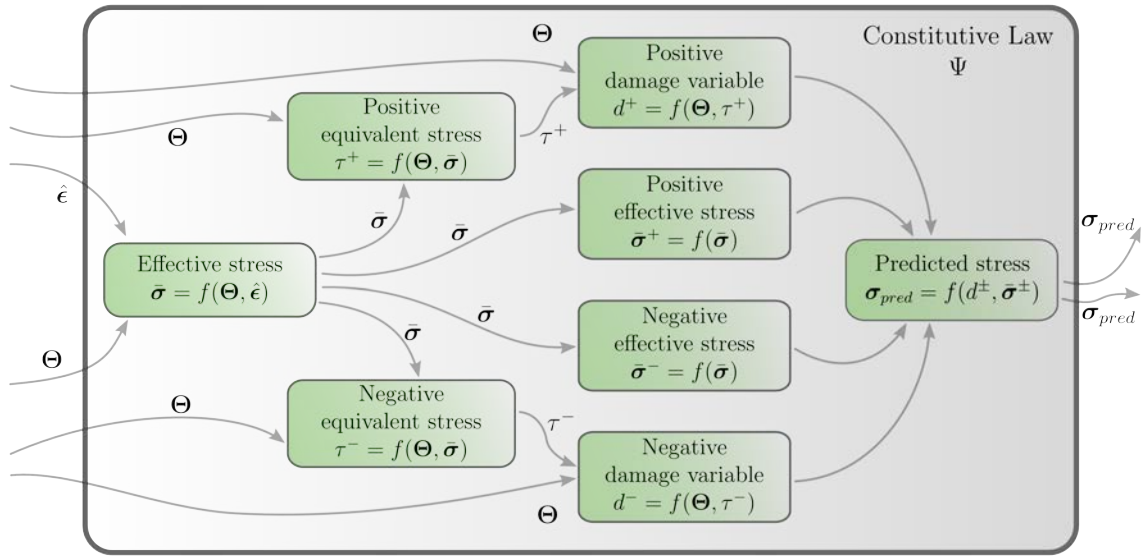 Constitutive Law
Ψ
Θ
Positive
damage variable
d⁺ = f(Θ, τ⁺)
Positive
equivalent stress
τ⁺ = f(Θ, σ̄)
Θ
τ⁺
ε̂
σ̄
σ̄
Positive
effective stress
σ̄⁺ = f(σ̄)
Effective stress
σ̄ = f(Θ, ε̂)
Predicted stress
σ_pred = f(d^±, σ̄^±)
σ_pred
σ_pred
Θ
σ̄
σ̄
Negative
effective stress
σ̄⁻ = f(σ̄)
Θ
Negative
equivalent stress
τ⁻ = f(Θ, σ̄)
τ⁻
Negative
damage variable
d⁻ = f(Θ, τ⁻)
Θ